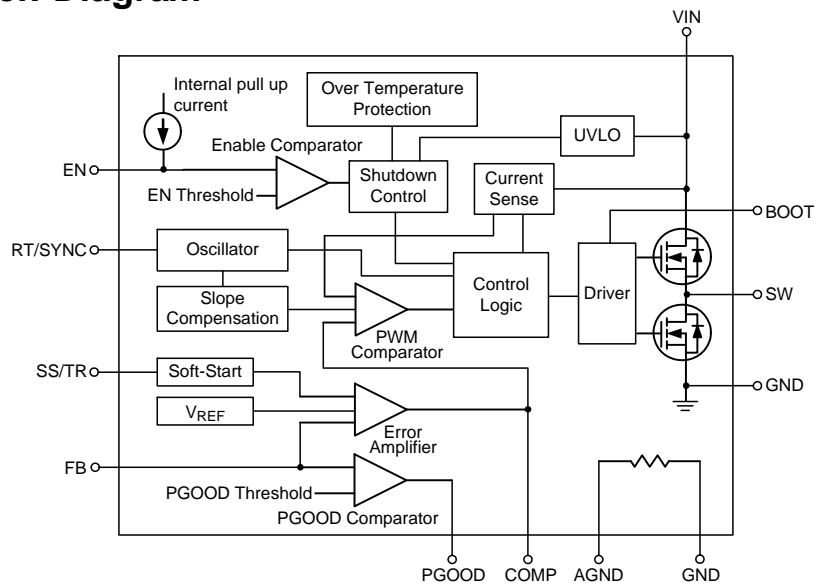 VIN
Internal pull up
current
Over Temperature
Protection
UVLO
Enable Comparator
EN
EN Threshold
Shutdown
Control
Current
Sense
BOOT
RT/SYNC
Oscillator
Slope
Compensation
Control
Logic
Driver
SW
PWM
Comparator
SS/TR
Soft-Start
VREF
GND
Error
Amplifier
FB
PGOOD Threshold
PGOOD Comparator
PGOOD
COMP
AGND
GND